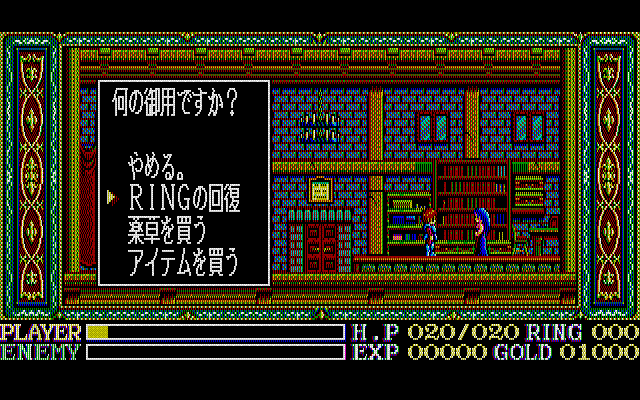 何の御用ですか？
やめる。
RINGの回復
薬草を買う
アイテムを買う
PLAYER H.P 020/020 RING 000
ENEMY EXP 00000 GOLD 01000